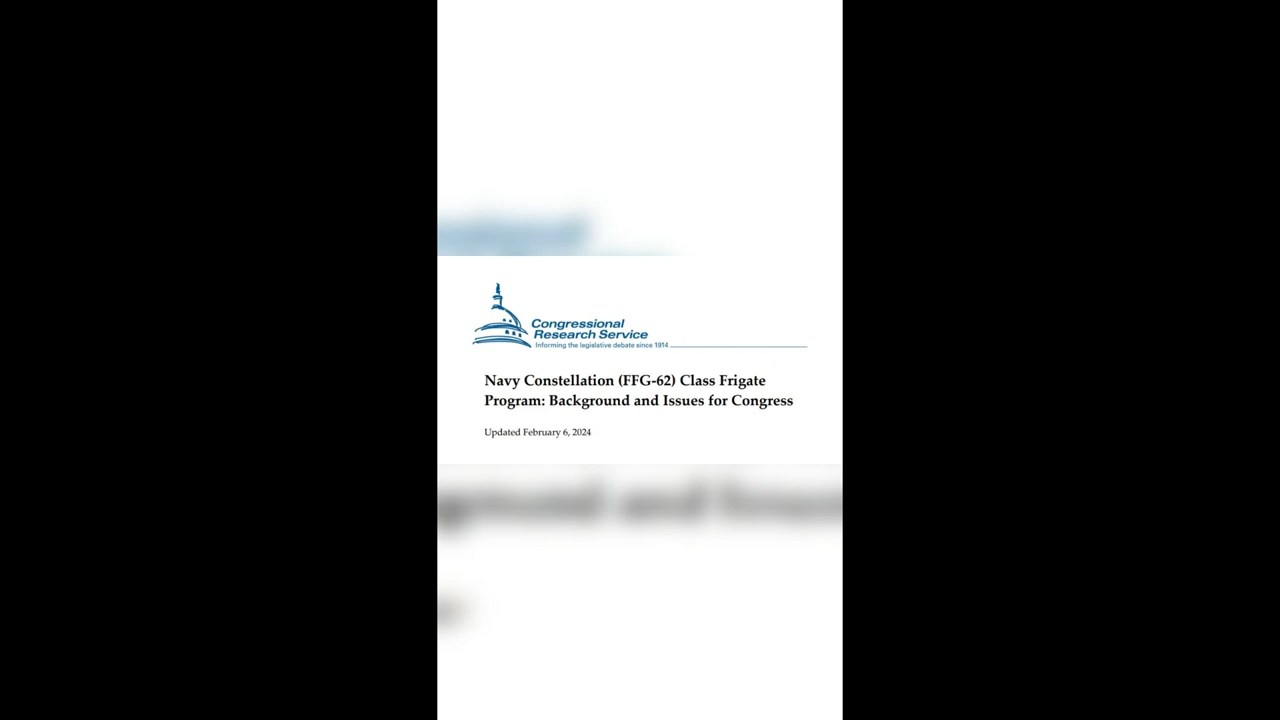 Congressional
Research Service
Informing the legislative debate since 1914
Navy Constellation (FFG-62) Class Frigate
Program: Background and Issues for Congress
Updated February 6, 2024